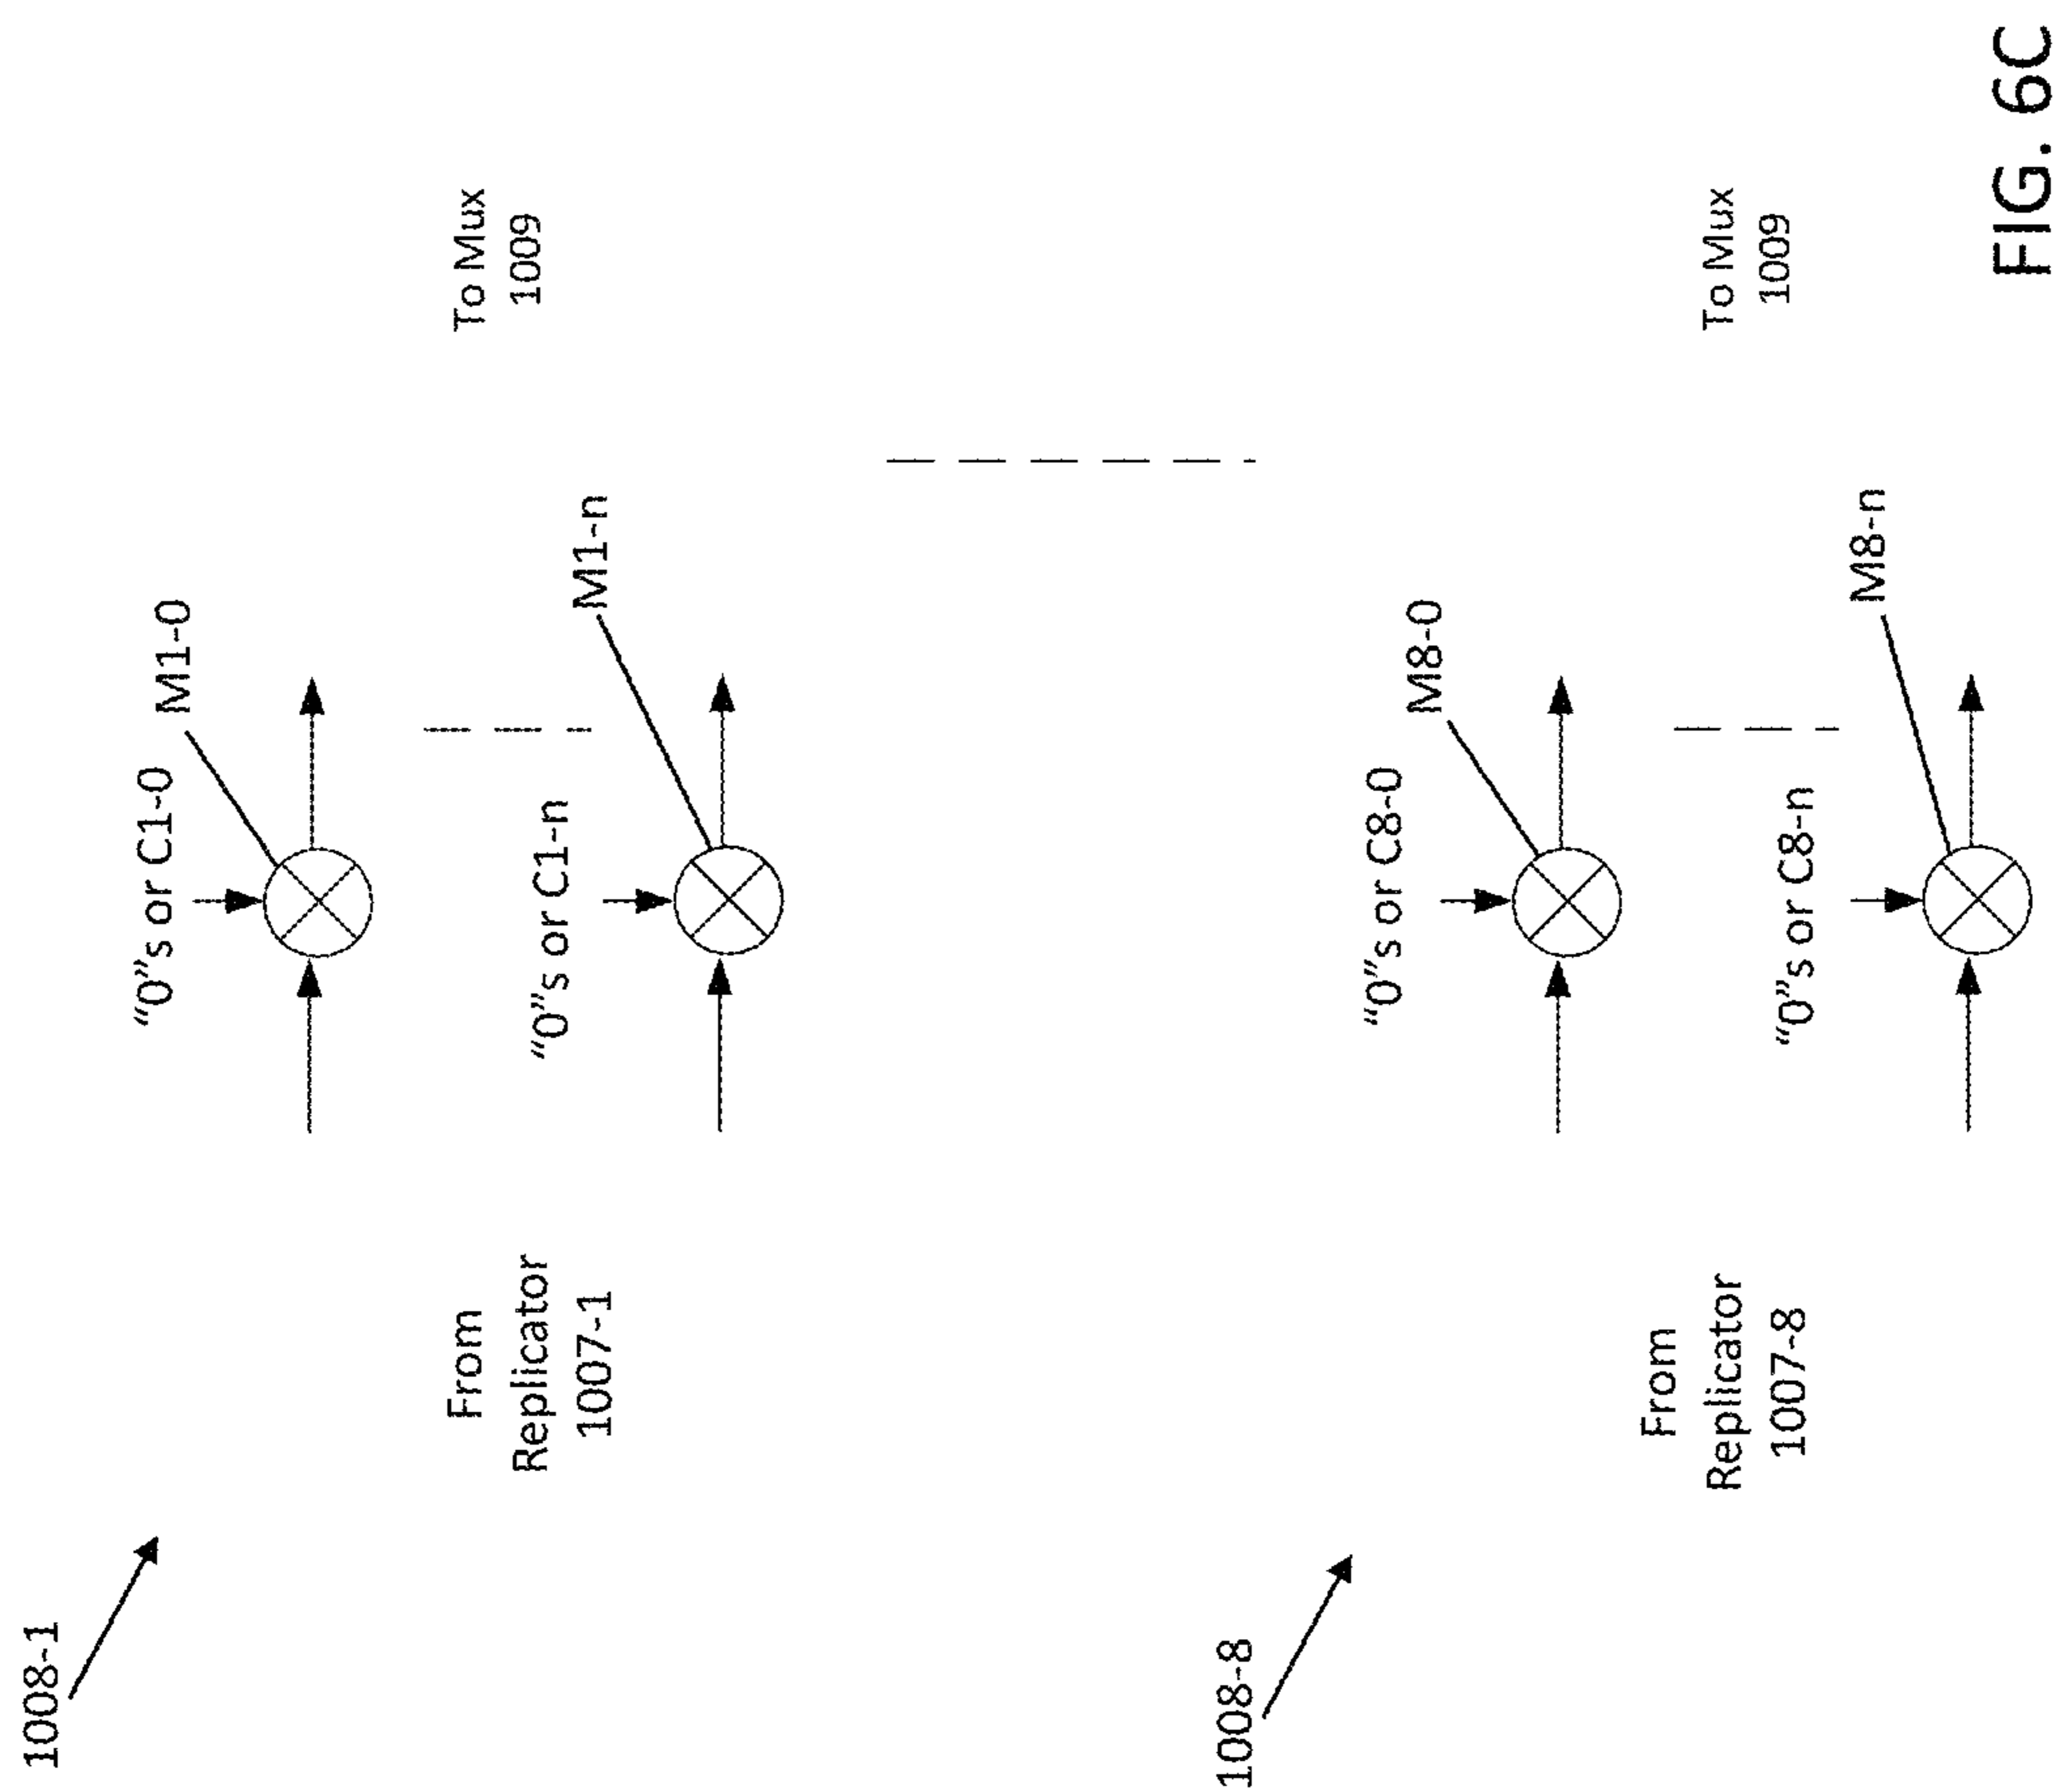 1008-1
“0”s or C1-0
M1-0
From
Replicator
1007-1
“0”s or C1-n
M1-n
To Mux
1009
1008-8
“0”s or C8-0
M8-0
From
Replicator
1007-8
“0”s or C8-n
M8-n
To Mux
1009
FIG. 6C